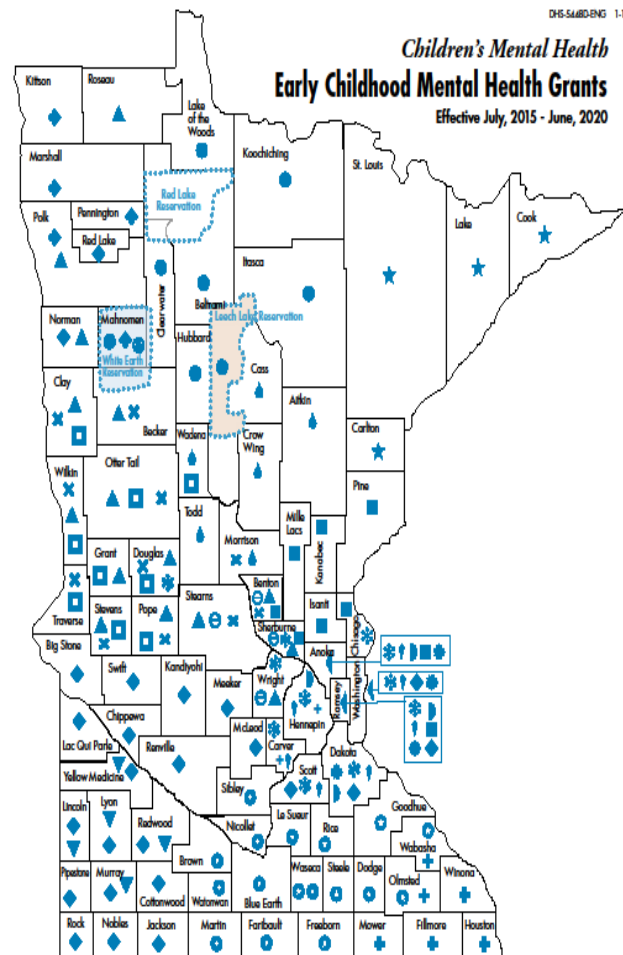 DHS-5448D-ENG 1-1
Children's Mental Health
Early Childhood Mental Health Grants
Effective July, 2015 - June, 2020
Kittson
Roseau
Lake
of the
Woods
Koochiching
St. Louis
Lake
Cook
Marshall
Red Lake
Reservation
Pennington
Polk
Red Lake
Itasca
Clearwater
Beltrami
Leech Lake Reservation
Norman
Mahnomen
White Earth
Reservation
Hubbard
Cass
Clay
Becker
Aitkin
Wadena
Crow
Wing
Carlton
Wilkin
Otter Tail
Pine
Todd
Mille
Lacs
Kanabec
Morrison
Grant
Douglas
Benton
Isanti
Traverse
Stevens
Pope
Stearns
Sherburne
Chisago
Big Stone
Anoka
Swift
Kandiyohi
Meeker
Wright
Ramsey
Washington
Hennepin
Chippewa
McLeod
Carver
Lac Qui Parle
Renville
Dakota
Scott
Yellow Medicine
Sibley
Lincoln
Lyon
Redwood
Nicollet
Le Sueur
Rice
Goodhue
Wabasha
Brown
Pipestone
Murray
Cottonwood
Watonwan
Blue Earth
Waseca
Steele
Dodge
Olmsted
Winona
Rock
Nobles
Jackson
Martin
Faribault
Freeborn
Mower
Fillmore
Houston